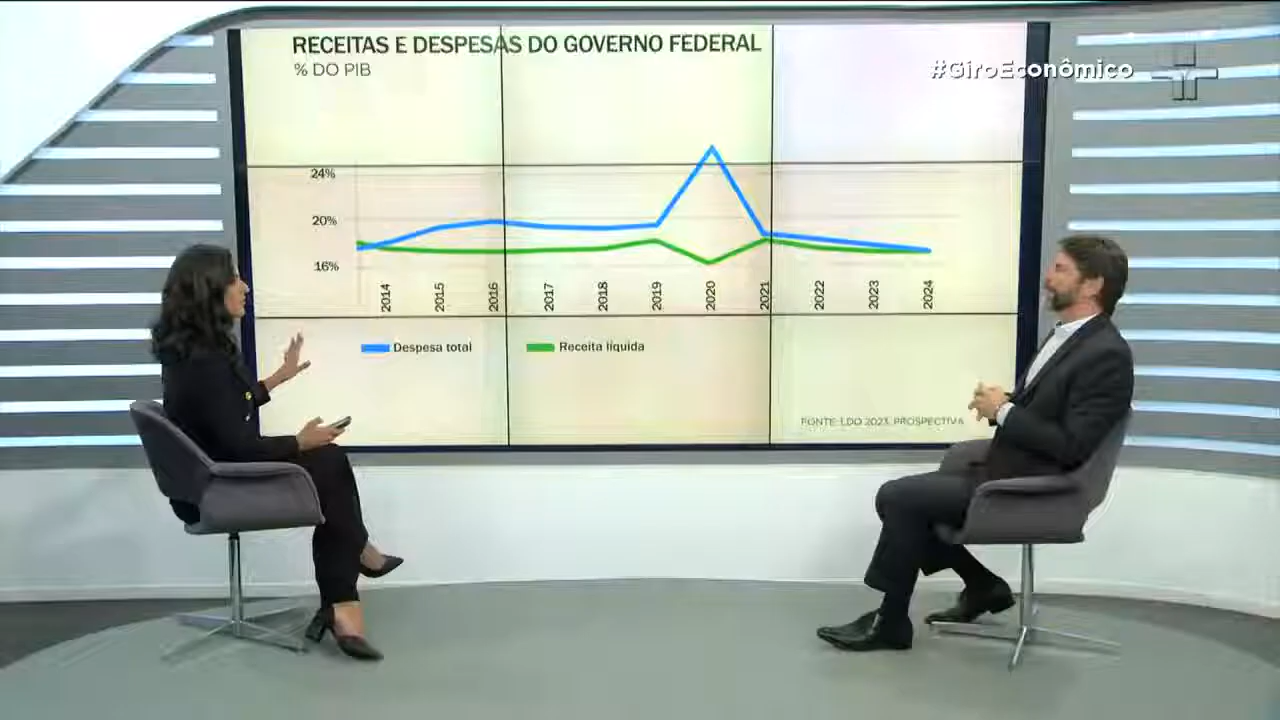 RECEITAS E DESPESAS DO GOVERNO FEDERAL
% DO PIB
#GiroEconômico
24%
20%
16%
2014
2015
2016
2017
2018
2019
2020
2021
2022
2023
2024
Despesa total
Receita líquida
FONTE: LDO 2023, PROSPECTIVA